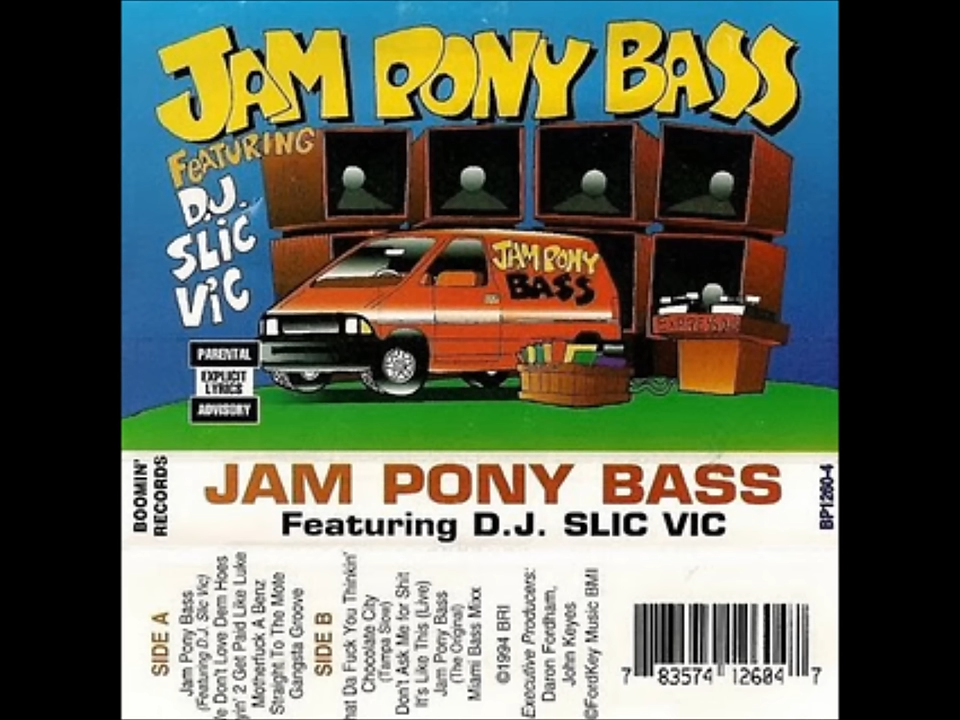 JAM PONY BASS
FEATURING
D.J.
SLIC
VIC
JAM PONY
BASS
PARENTAL
EXPLICIT
LYRICS
ADVISORY
BOOMIN'
RECORDS
JAM PONY BASS
Featuring D.J. SLIC VIC
BP1260-4
SIDE A
Jam Pony Bass
(Featuring D.J. Slic Vic)
Don't Love Dem Hoes
2 Get Paid Like Luke
Motherfuck A Benz
Straight To The Mote
Gangsta Groove
SIDE B
Da Fuck You Thinkin'
Chocolate City
(Tampa Slow)
Don't Ask Me for Shit
It's Like This (Live)
Jam Pony Bass
(The Original)
Miami Bass Mixx
©1994 BRI
Executive Producers:
Daron Fordham,
John Keyes
©FordKey Music BMI
7 83574 12604 7